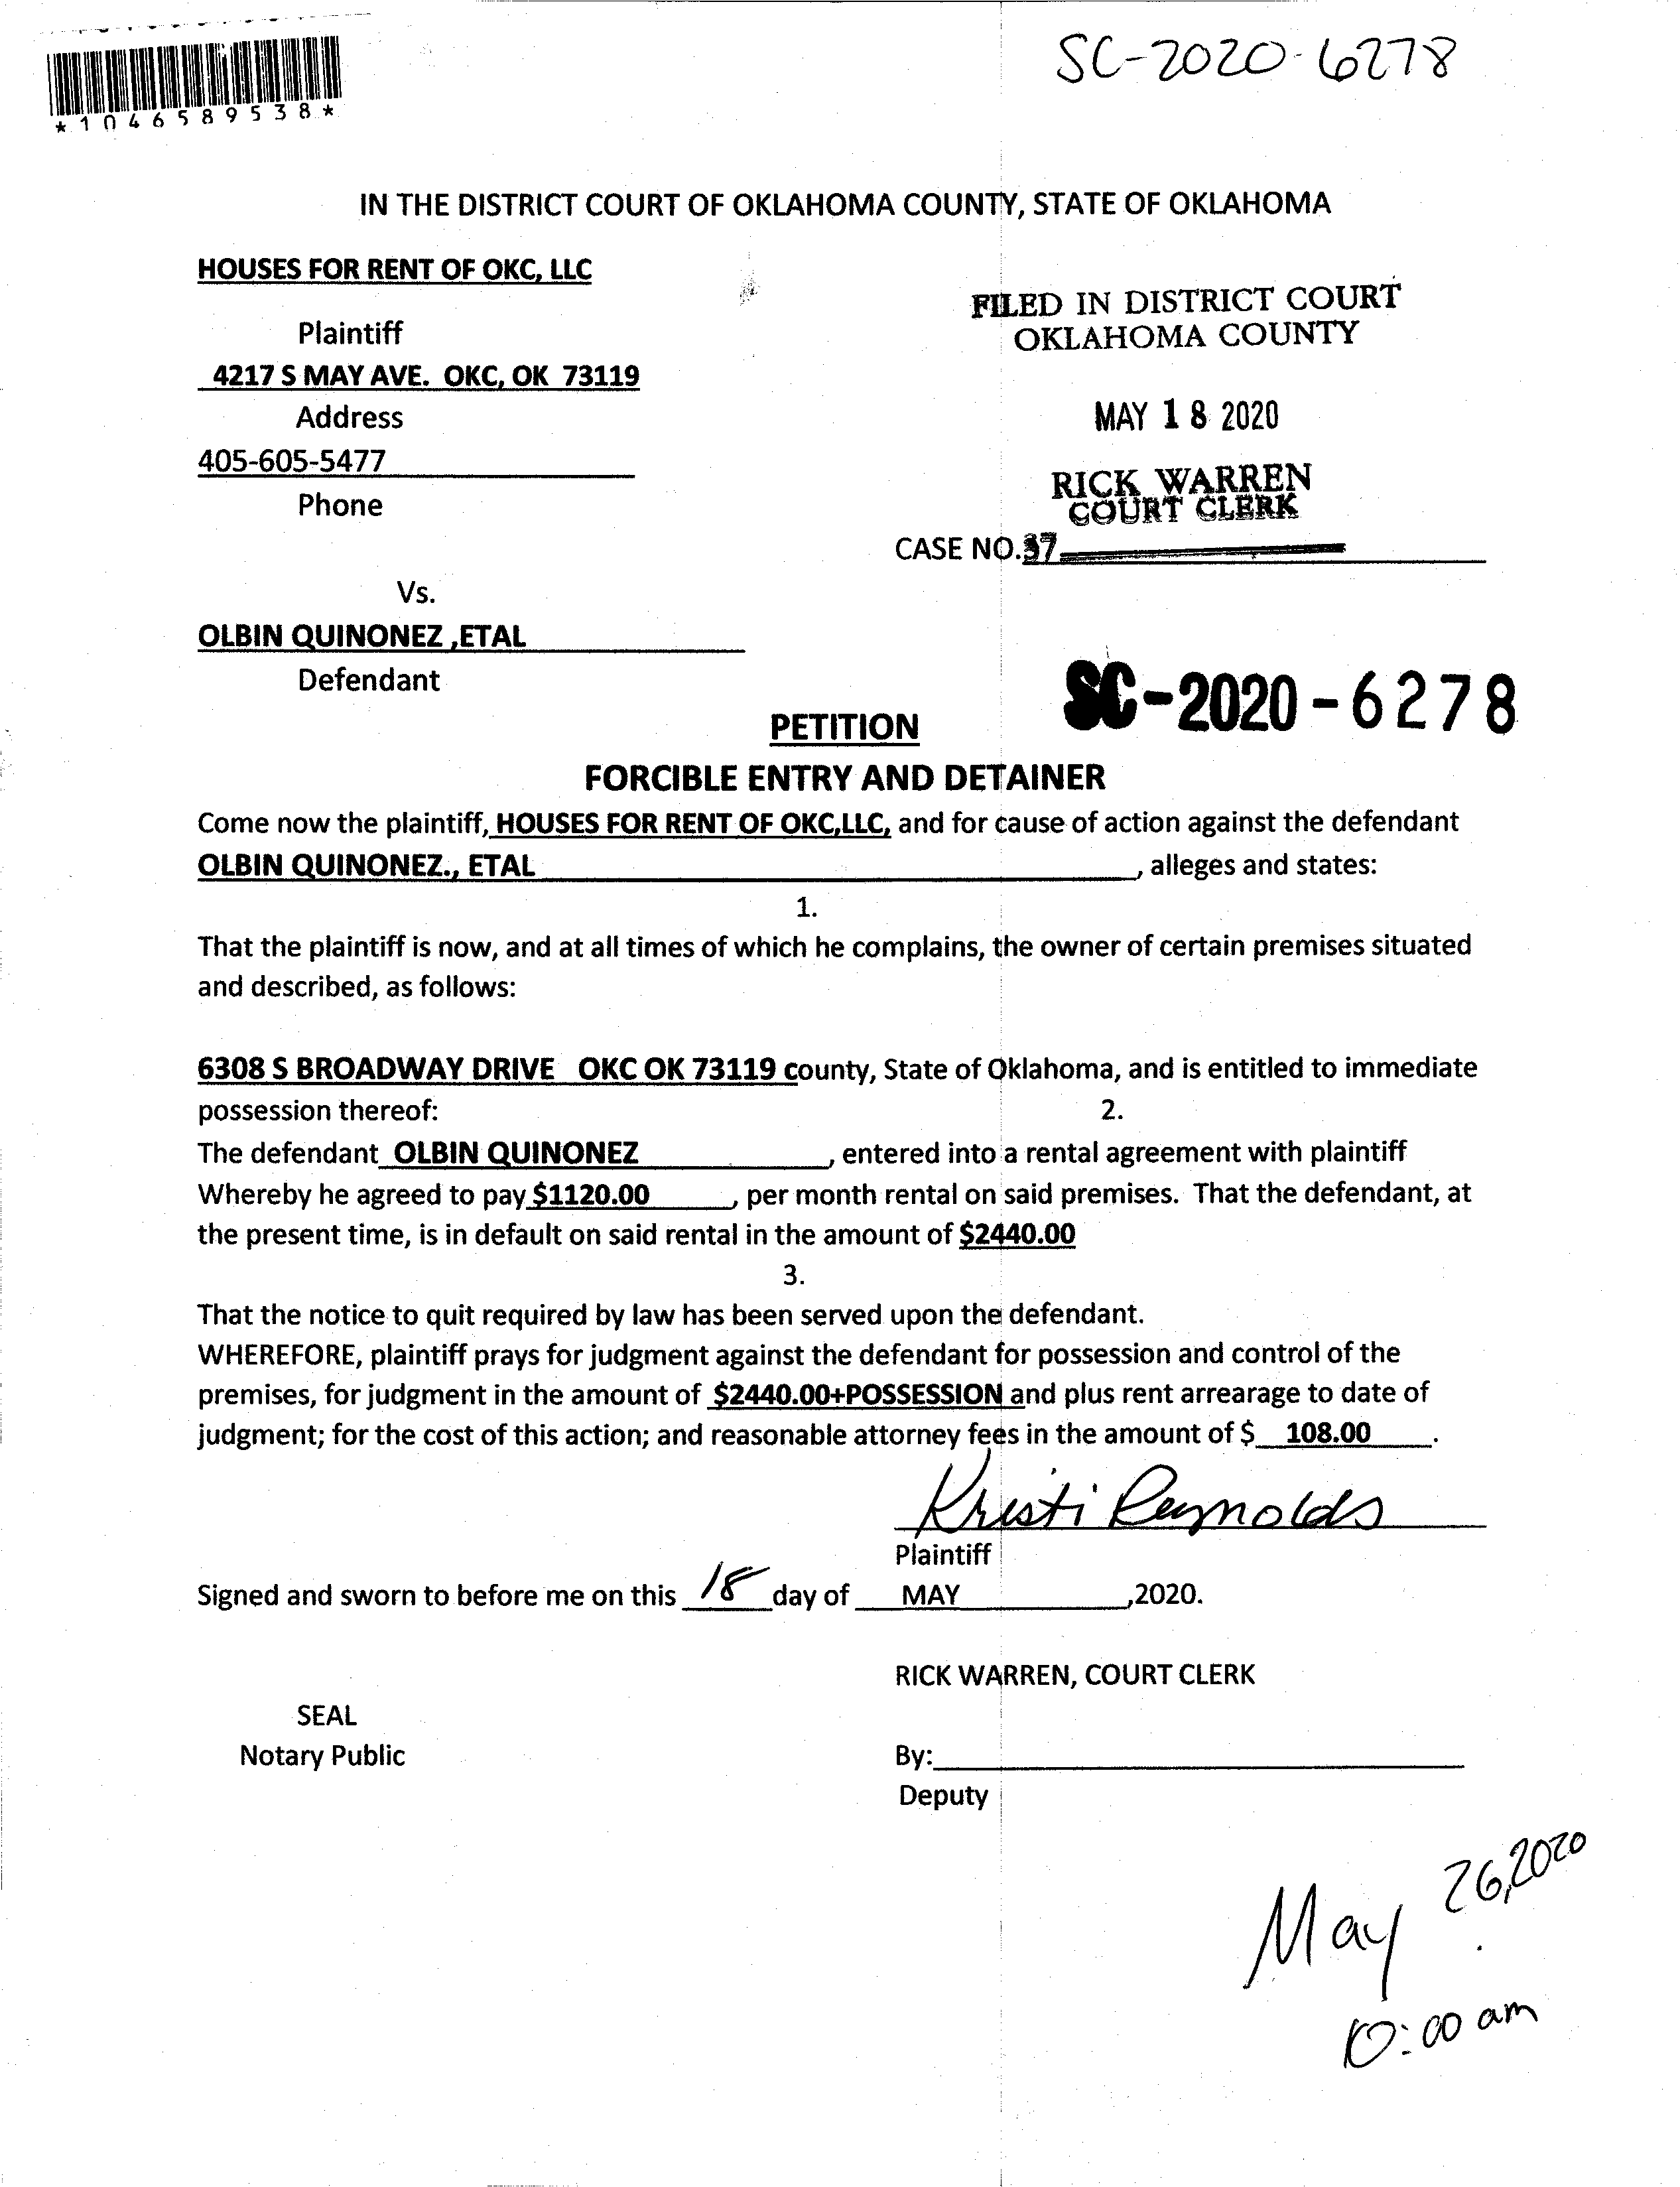 SC-2020-6278
*1046589538*
IN THE DISTRICT COURT OF OKLAHOMA COUNTY, STATE OF OKLAHOMA
HOUSES FOR RENT OF OKC, LLC
Plaintiff
4217 S MAY AVE. OKC, OK 73119
Address
405-605-5477
Phone
FILED IN DISTRICT COURT
OKLAHOMA COUNTY
MAY 18 2020
RICK WARREN
COURT CLERK
CASE NO.37
Vs.
OLBIN QUINONEZ ,ETAL
Defendant
SC-2020-6278
PETITION
FORCIBLE ENTRY AND DETAINER
Come now the plaintiff, HOUSES FOR RENT OF OKC,LLC, and for cause of action against the defendant
OLBIN QUINONEZ., ETAL, alleges and states:
1.
That the plaintiff is now, and at all times of which he complains, the owner of certain premises situated
and described, as follows:
6308 S BROADWAY DRIVE OKC OK 73119 county, State of Oklahoma, and is entitled to immediate
possession thereof:
2.
The defendant OLBIN QUINONEZ, entered into a rental agreement with plaintiff
Whereby he agreed to pay $1120.00, per month rental on said premises. That the defendant, at
the present time, is in default on said rental in the amount of $2440.00
3.
That the notice to quit required by law has been served upon the defendant.
WHEREFORE, plaintiff prays for judgment against the defendant for possession and control of the
premises, for judgment in the amount of $2440.00+POSSESSION and plus rent arrearage to date of
judgment; for the cost of this action; and reasonable attorney fees in the amount of $ 108.00.
Kristi Reynolds
Plaintiff
Signed and sworn to before me on this 18 day of MAY,2020.
RICK WARREN, COURT CLERK
SEAL
Notary Public
By:
Deputy
May 26,2020
10:00 am